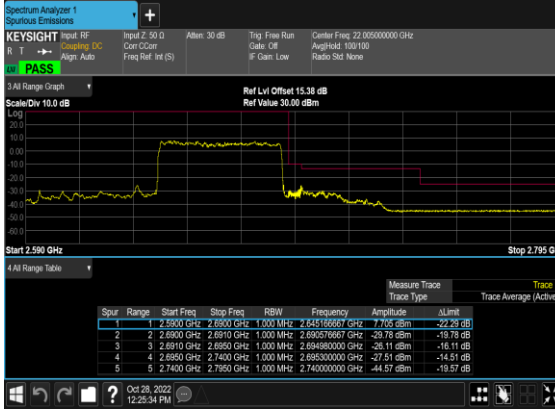 Spectrum Analyzer 1
Spurious Emissions
+
KEYSIGHT Input: RF Input Z: 50 Ω Atten: 30 dB Trig: Free Run Center Freq: 22.005000000 GHz
R T Coupling: DC Corr CCorr Gate: Off Avg|Hold: 100/100
Align: Auto Freq Ref: Int (S) IF Gain: Low Radio Std: None
PASS
3 All Range Graph
Ref Lvl Offset 15.38 dB
Scale/Div 10.0 dB Ref Value 30.00 dBm
Log
20.0
10.0
0.00
-10.0
-20.0
-30.0
-40.0
-50.0
-60.0
Start 2.590 GHz Stop 2.795 G
4 All Range Table
Measure Trace Trace
Trace Type Trace Average (Active
Spur Range Start Freq Stop Freq RBW Frequency Amplitude ΔLimit
1 1 2.5900 GHz 2.6900 GHz 1.000 MHz 2.645166667 GHz 7.705 dBm -22.29 dB
2 2 2.6900 GHz 2.6910 GHz 1.000 MHz 2.690576667 GHz -29.78 dBm -19.78 dB
3 3 2.6910 GHz 2.6950 GHz 1.000 MHz 2.694980000 GHz -26.11 dBm -16.11 dB
4 4 2.6950 GHz 2.7400 GHz 1.000 MHz 2.695300000 GHz -27.51 dBm -14.51 dB
5 5 2.7400 GHz 2.7950 GHz 1.000 MHz 2.740000000 GHz -44.57 dBm -19.57 dB
? Oct 28, 2022
12:25:34 PM